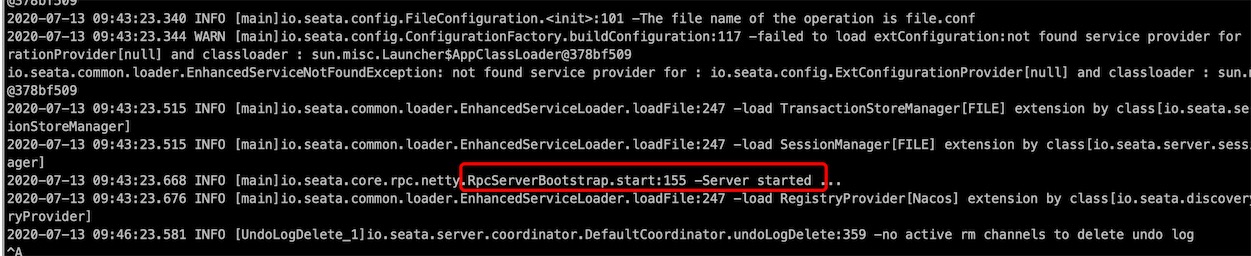 @378bf509
2020-07-13 09:43:23.340 INFO [main]io.seata.config.FileConfiguration.<init>:101 -The file name of the operation is file.conf
2020-07-13 09:43:23.344 WARN [main]io.seata.config.ConfigurationFactory.buildConfiguration:117 -failed to load extConfiguration:not found service provider for
rationProvider[null] and classloader : sun.misc.Launcher$AppClassLoader@378bf509
io.seata.common.loader.EnhancedServiceNotFoundException: not found service provider for : io.seata.config.ExtConfigurationProvider[null] and classloader : sun.m
@378bf509
2020-07-13 09:43:23.515 INFO [main]io.seata.common.loader.EnhancedServiceLoader.loadFile:247 -load TransactionStoreManager[FILE] extension by class[io.seata.se
ionStoreManager]
2020-07-13 09:43:23.515 INFO [main]io.seata.common.loader.EnhancedServiceLoader.loadFile:247 -load SessionManager[FILE] extension by class[io.seata.server.sess
ager]
2020-07-13 09:43:23.668 INFO [main]io.seata.core.rpc.netty.RpcServerBootstrap.start:155 -Server started ...
2020-07-13 09:43:23.676 INFO [main]io.seata.common.loader.EnhancedServiceLoader.loadFile:247 -load RegistryProvider[Nacos] extension by class[io.seata.discovery
ryProvider]
2020-07-13 09:46:23.581 INFO [UndoLogDelete_1]io.seata.server.coordinator.DefaultCoordinator.undoLogDelete:359 -no active rm channels to delete undo log
^A